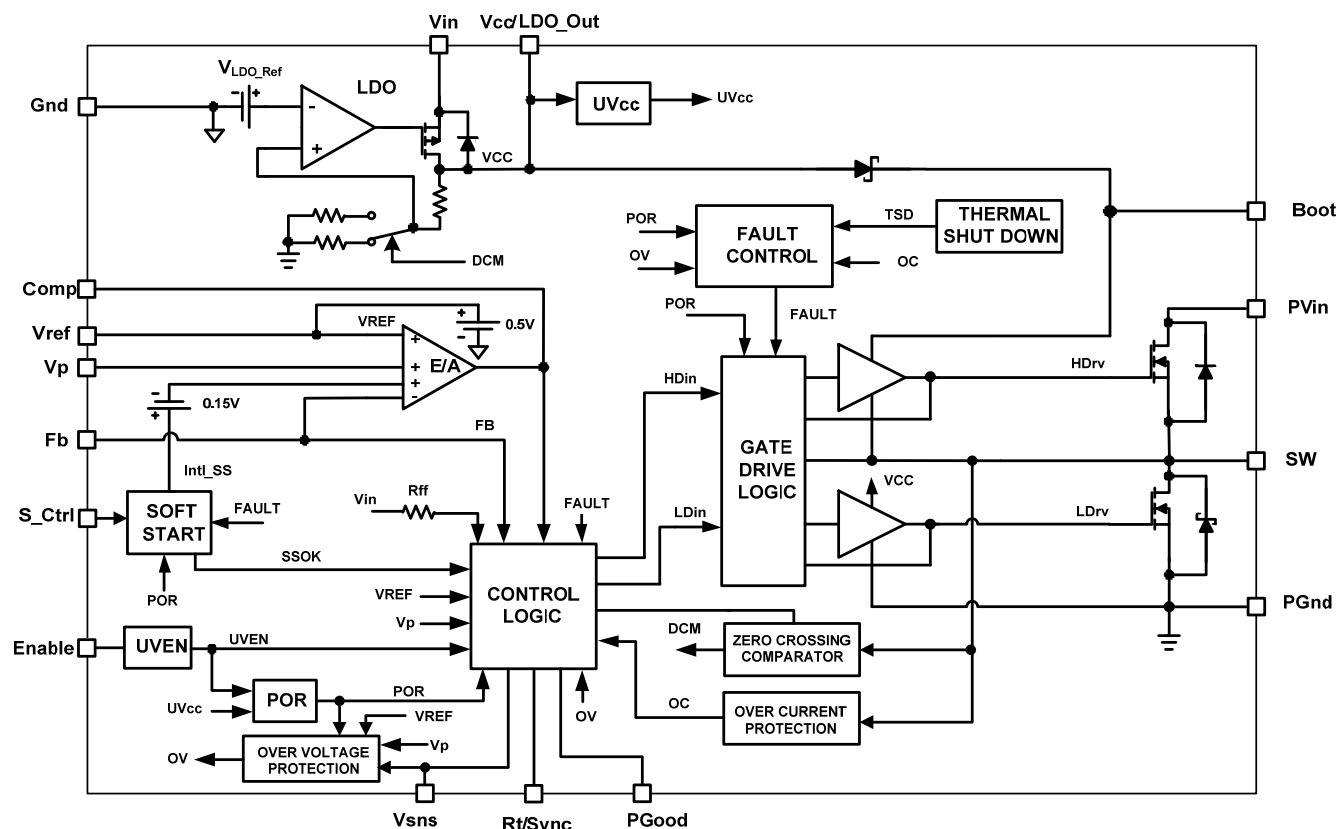 Vin
Vcc/LDO_Out
VLDO_Ref
LDO
Gnd
-
+
-
+
UVcc
UVcc
VCC
Boot
DCM
POR
OV
FAULT
CONTROL
TSD
THERMAL
SHUT DOWN
OC
Comp
Vref
VREF
+
-
0.5V
Vp
+
+
+
-
E/A
POR
FAULT
PVin
-
+
0.15V
HDin
HDrv
Fb
FB
Intl_SS
GATE
DRIVE
LOGIC
SW
VCC
S_Ctrl
SOFT
START
FAULT
Vin
Rff
FAULT
LDin
LDrv
SSOK
POR
VREF
Vp
CONTROL
LOGIC
PGnd
DCM
ZERO CROSSING
COMPARATOR
Enable
UVEN
UVEN
UVcc
POR
POR
VREF
Vp
OV
OC
OVER CURRENT
PROTECTION
OV
OVER VOLTAGE
PROTECTION
Vsns
Rt/Sync
PGood